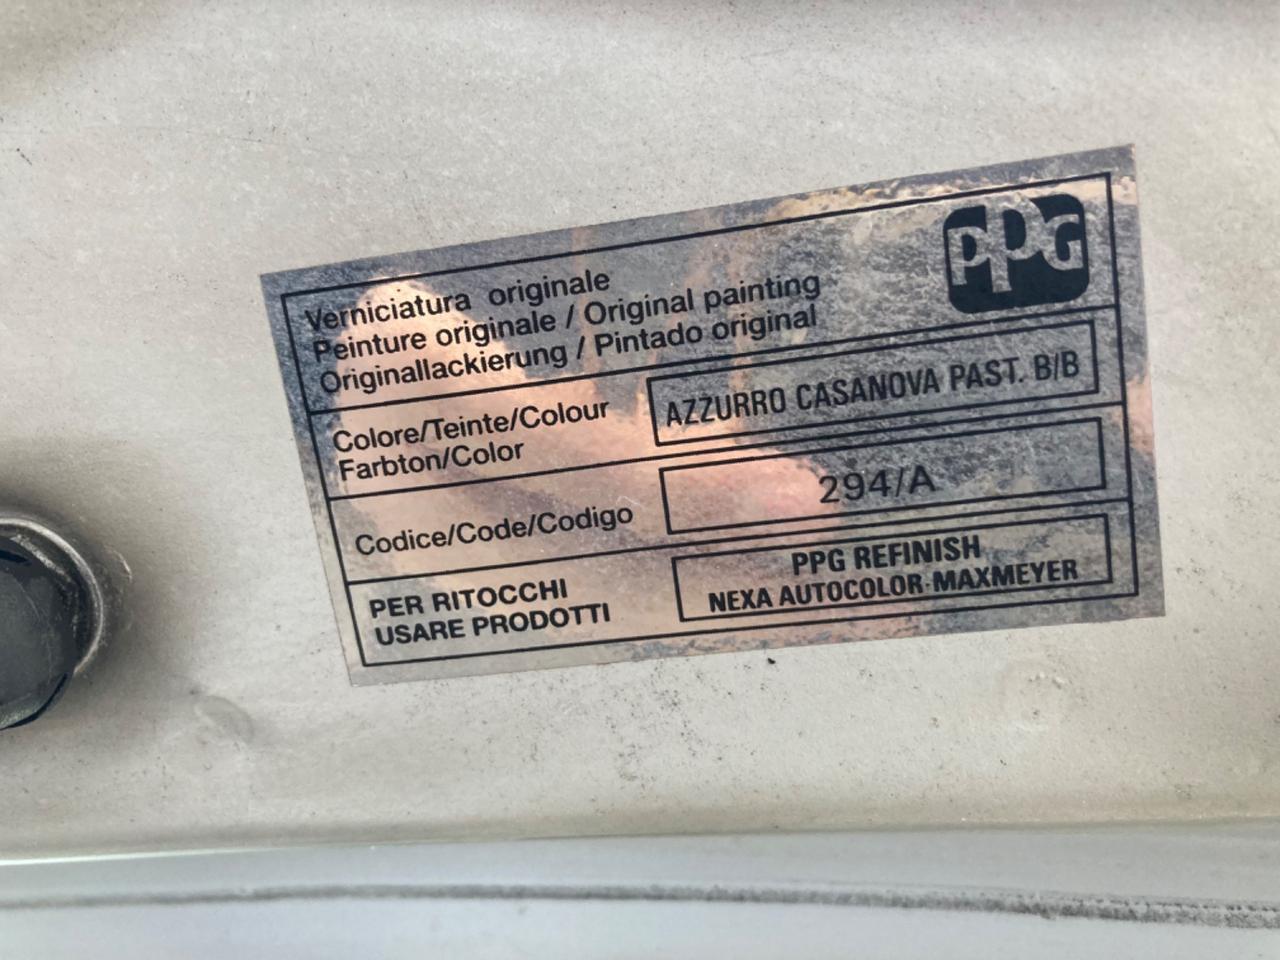 PPG
Verniciatura originale
Peinture originale / Original painting
Originallackierung / Pintado original
Colore/Teinte/Colour
Farbton/Color
AZZURRO CASANOVA PAST. B/B
Codice/Code/Codigo
294/A
PER RITOCCHI
USARE PRODOTTI
PPG REFINISH
NEXA AUTOCOLOR·MAXMEYER